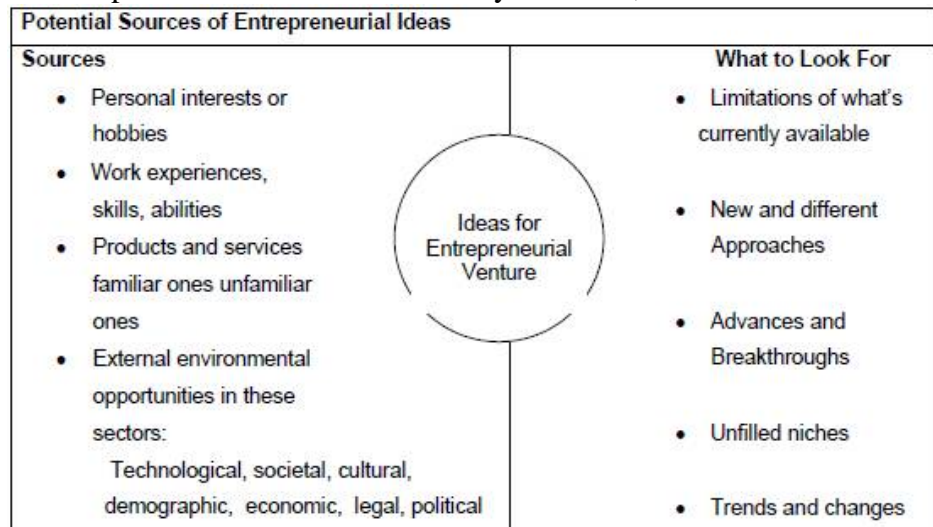 Potential Sources of Entrepreneurial Ideas
Sources
• Personal interests or
hobbies
• Work experiences,
skills, abilities
• Products and services
familiar ones unfamiliar
ones
• External environmental
opportunities in these
sectors:
Technological, societal, cultural,
demographic, economic, legal, political
Ideas for
Entrepreneurial
Venture
What to Look For
• Limitations of what's
currently available
• New and different
Approaches
• Advances and
Breakthroughs
• Unfilled niches
• Trends and changes